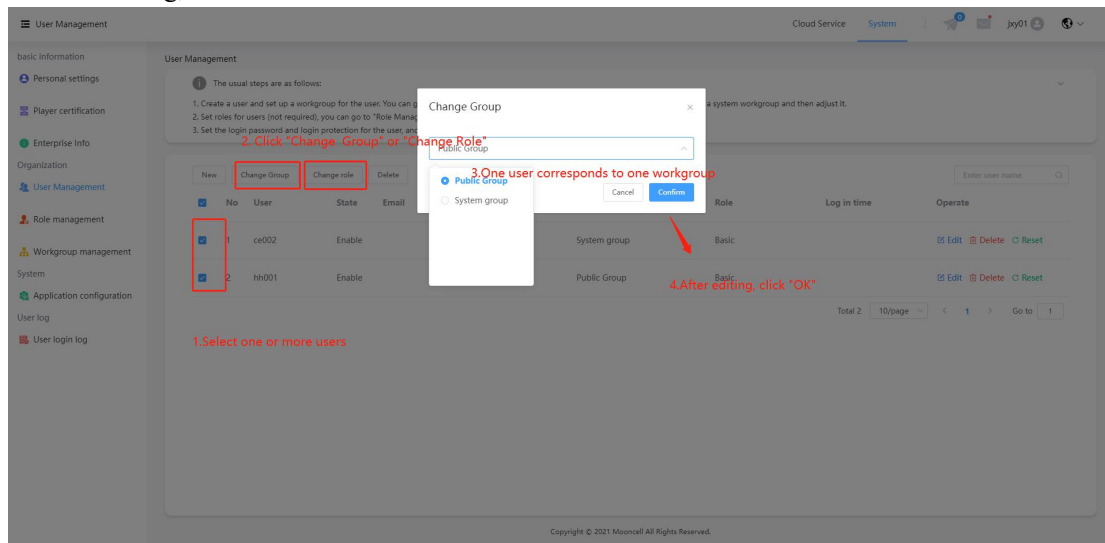 User Management
Cloud Service System 0 jxy01
basic information
Personal settings
Player certification
Enterprise Info
Organization
User Management
Role management
Workgroup management
System
Application configuration
User log
User login log
User Management
The usual steps are as follows:
1. Create a user and set up a workgroup for the user. You can g
a system workgroup and then adjust it.
2. Set roles for users (not required), you can go to "Role Manag
3. Set the login password and login protection for the user, and
2. Click "Change Group" or "Change Role"
New Change Group Change role Delete
Enter user name
Change Group ×
Public Group
3.One user corresponds to one workgroup
Public Group
System group
Cancel Confirm
No User State Email Role Log in time Operate
1 ce002 Enable System group Basic Edit Delete Reset
2 hh001 Enable Public Group Basic Edit Delete Reset
4.After editing, click "OK"
Total 2 10/page < 1 > Go to 1
1.Select one or more users
Copyright © 2021 Mooncell All Rights Reserved.